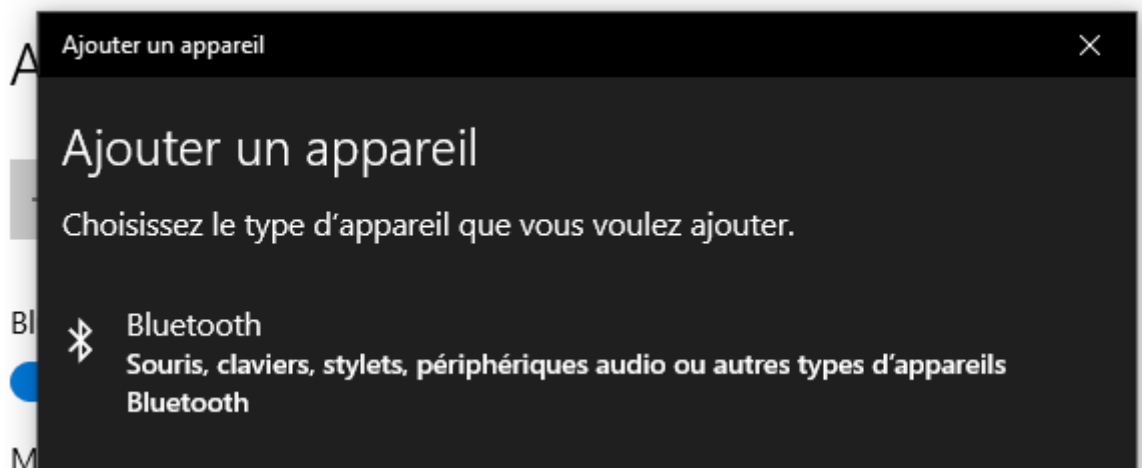 Ajouter un appareil
Ajouter un appareil
Choisissez le type d’appareil que vous voulez ajouter.
Bluetooth
Souris, claviers, stylets, périphériques audio ou autres types d’appareils
Bluetooth